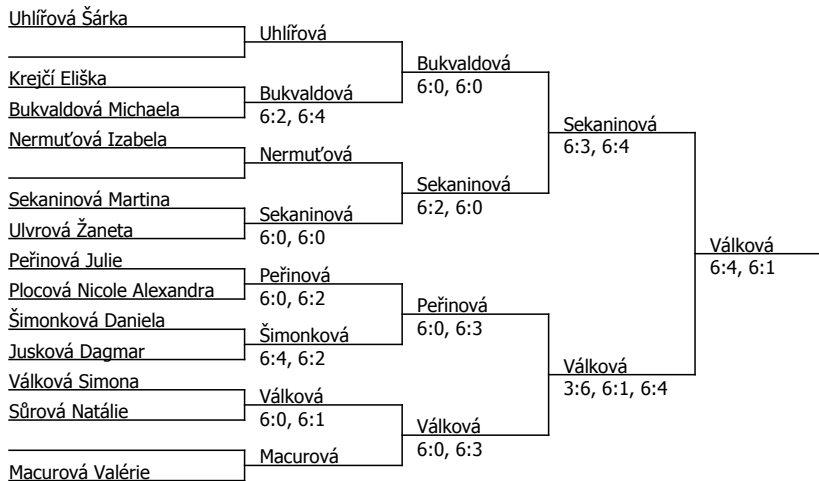 Uhlířová Šárka
Krejčí Eliška
Bukvaldová Michaela
Nermuťová Izabela
Sekaninová Martina
Ulvrová Žaneta
Peřinová Julie
Plocová Nicole Alexandra
Šimonková Daniela
Jusková Dagmar
Válková Simona
Sůrová Natálie
Macurová Valérie
Uhlířová
Bukvaldová
6:2, 6:4
Nermuťová
Sekaninová
6:0, 6:0
Peřinová
6:0, 6:2
Šimonková
6:4, 6:2
Válková
6:0, 6:1
Macurová
Bukvaldová
6:0, 6:0
Sekaninová
6:2, 6:0
Peřinová
6:0, 6:3
Válková
6:0, 6:3
Sekaninová
6:3, 6:4
Válková
3:6, 6:1, 6:4
Válková
6:4, 6:1